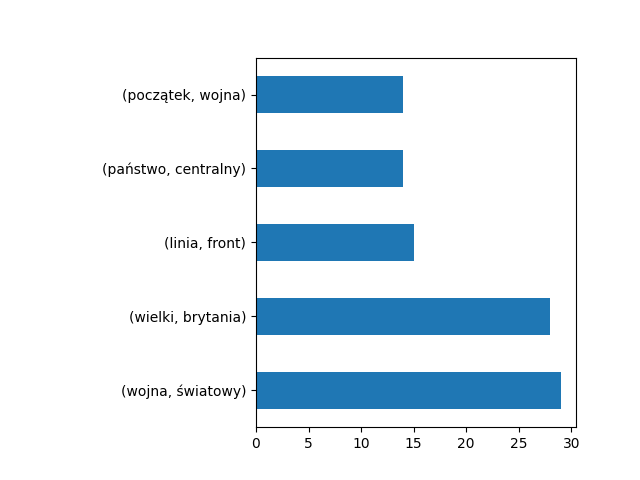 (początek, wojna)
(państwo, centralny)
(linia, front)
(wielki, brytania)
(wojna, światowy)
0 5 10 15 20 25 30